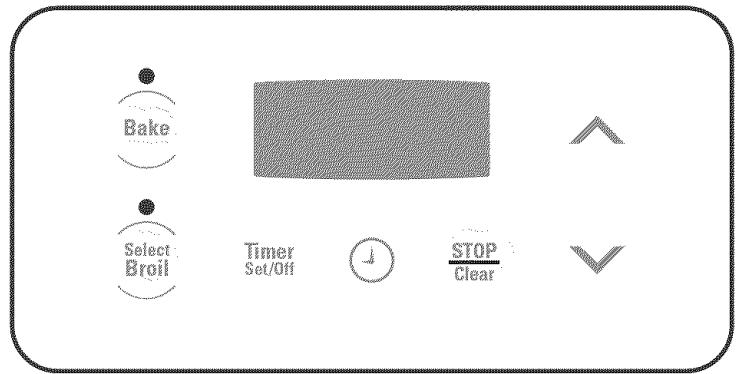 Bake
Select
Broil
Timer
Set/Off
STOP
Clear